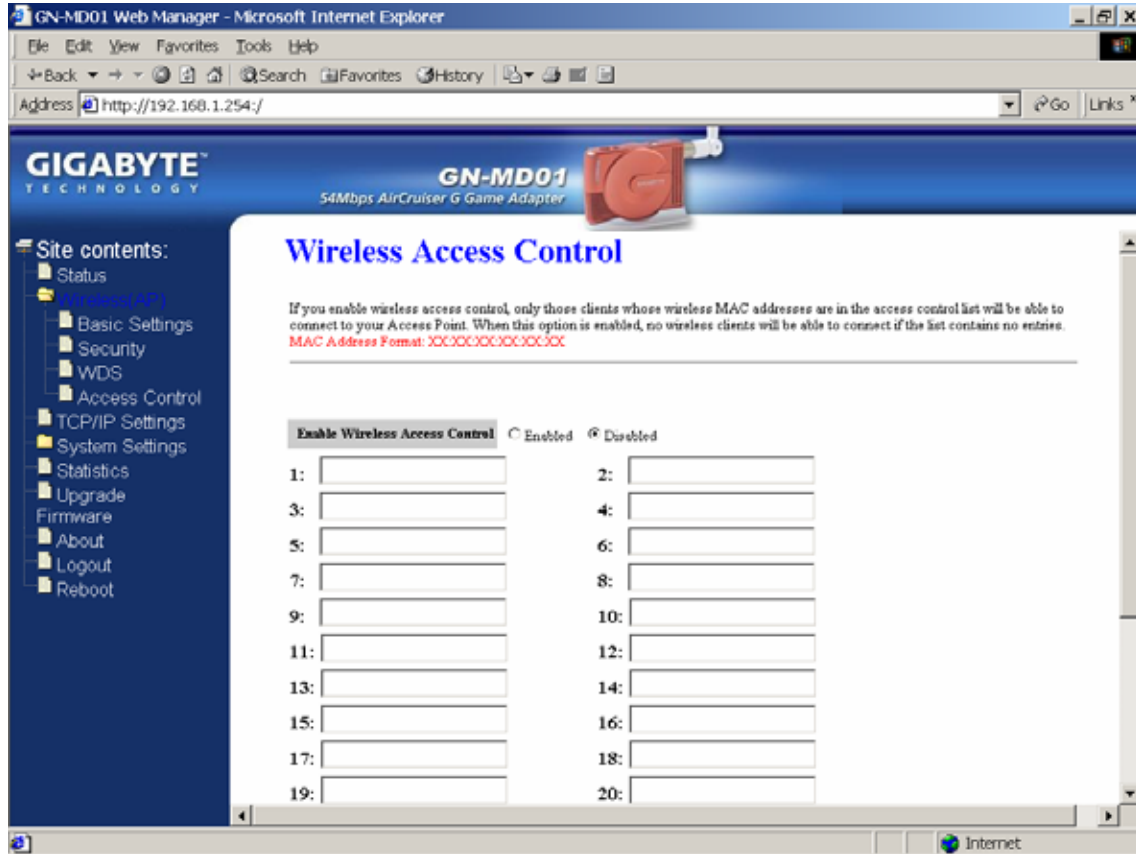 GN-MD01 Web Manager - Microsoft Internet Explorer
File Edit View Favorites Tools Help
Back Search Favorites History
Address http://192.168.1.254:/ Go Links
GIGABYTE™
TECHNOLOGY
GN-MD01
54Mbps AirCruiser G Game Adapter
Site contents:
Status
Wireless(AP)
Basic Settings
Security
WDS
Access Control
TCP/IP Settings
System Settings
Statistics
Upgrade
Firmware
About
Logout
Reboot
Wireless Access Control
If you enable wireless access control, only those clients whose wireless MAC addresses are in the access control list will be able to
connect to your Access Point. When this option is enabled, no wireless clients will be able to connect if the list contains no entries.
MAC Address Format: XX:XX:XX:XX:XX:XX
Enable Wireless Access Control Enabled Disabled
1: 2:
3: 4:
5: 6:
7: 8:
9: 10:
11: 12:
13: 14:
15: 16:
17: 18:
19: 20:
Internet